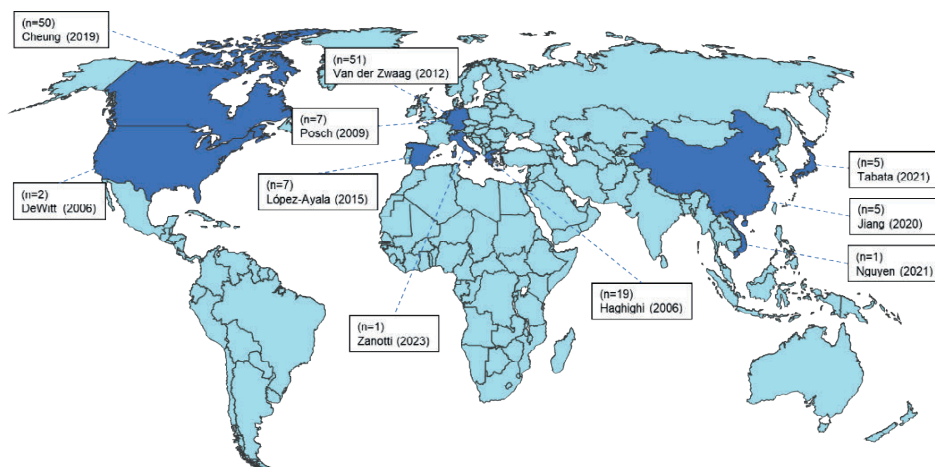 (n=50)
Cheung (2019)
(n=51)
Van der Zwaag (2012)
(n=7)
Posch (2009)
(n=2)
DeWitt (2006)
(n=7)
López-Ayala (2015)
(n=5)
Tabata (2021)
(n=5)
Jiang (2020)
(n=1)
Nguyen (2021)
(n=19)
Haghighi (2006)
(n=1)
Zanotti (2023)